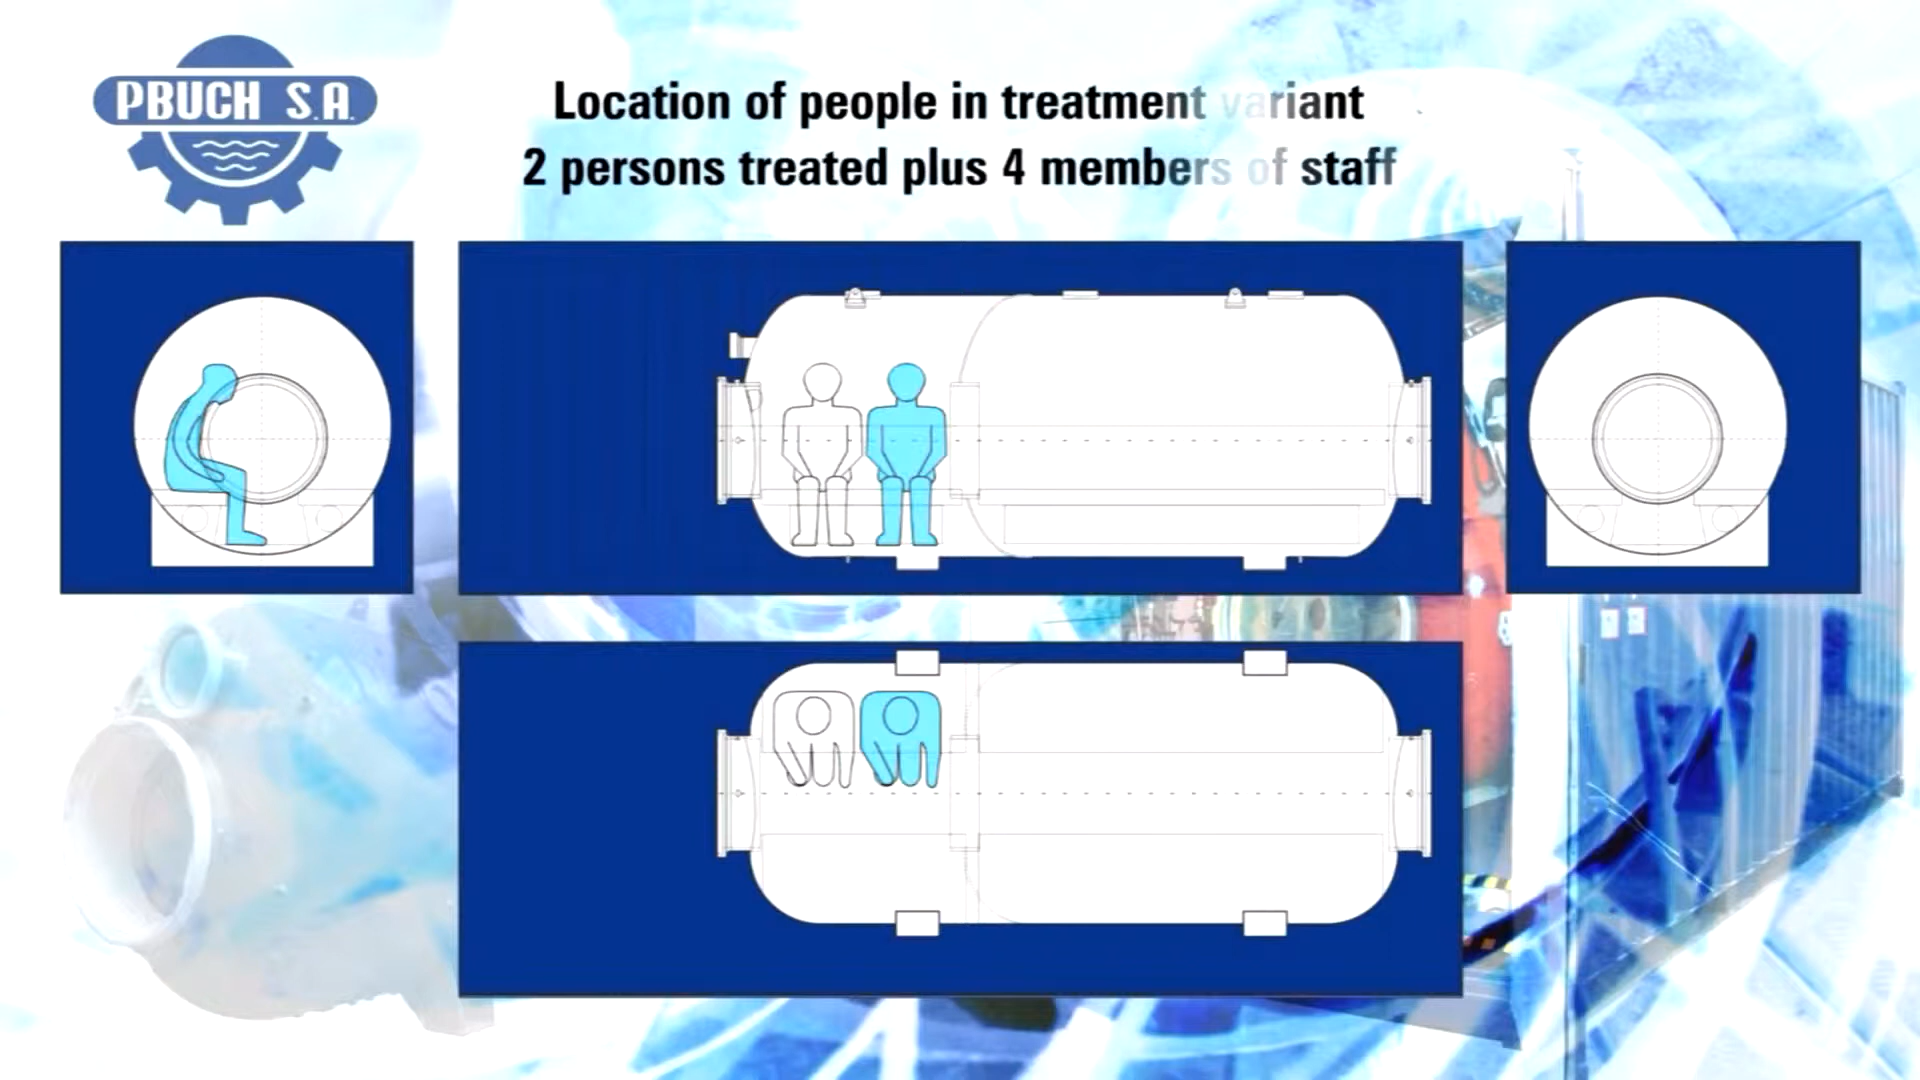 PBUCH S.A.
Location of people in treatment variant
2 persons treated plus 4 members of staff